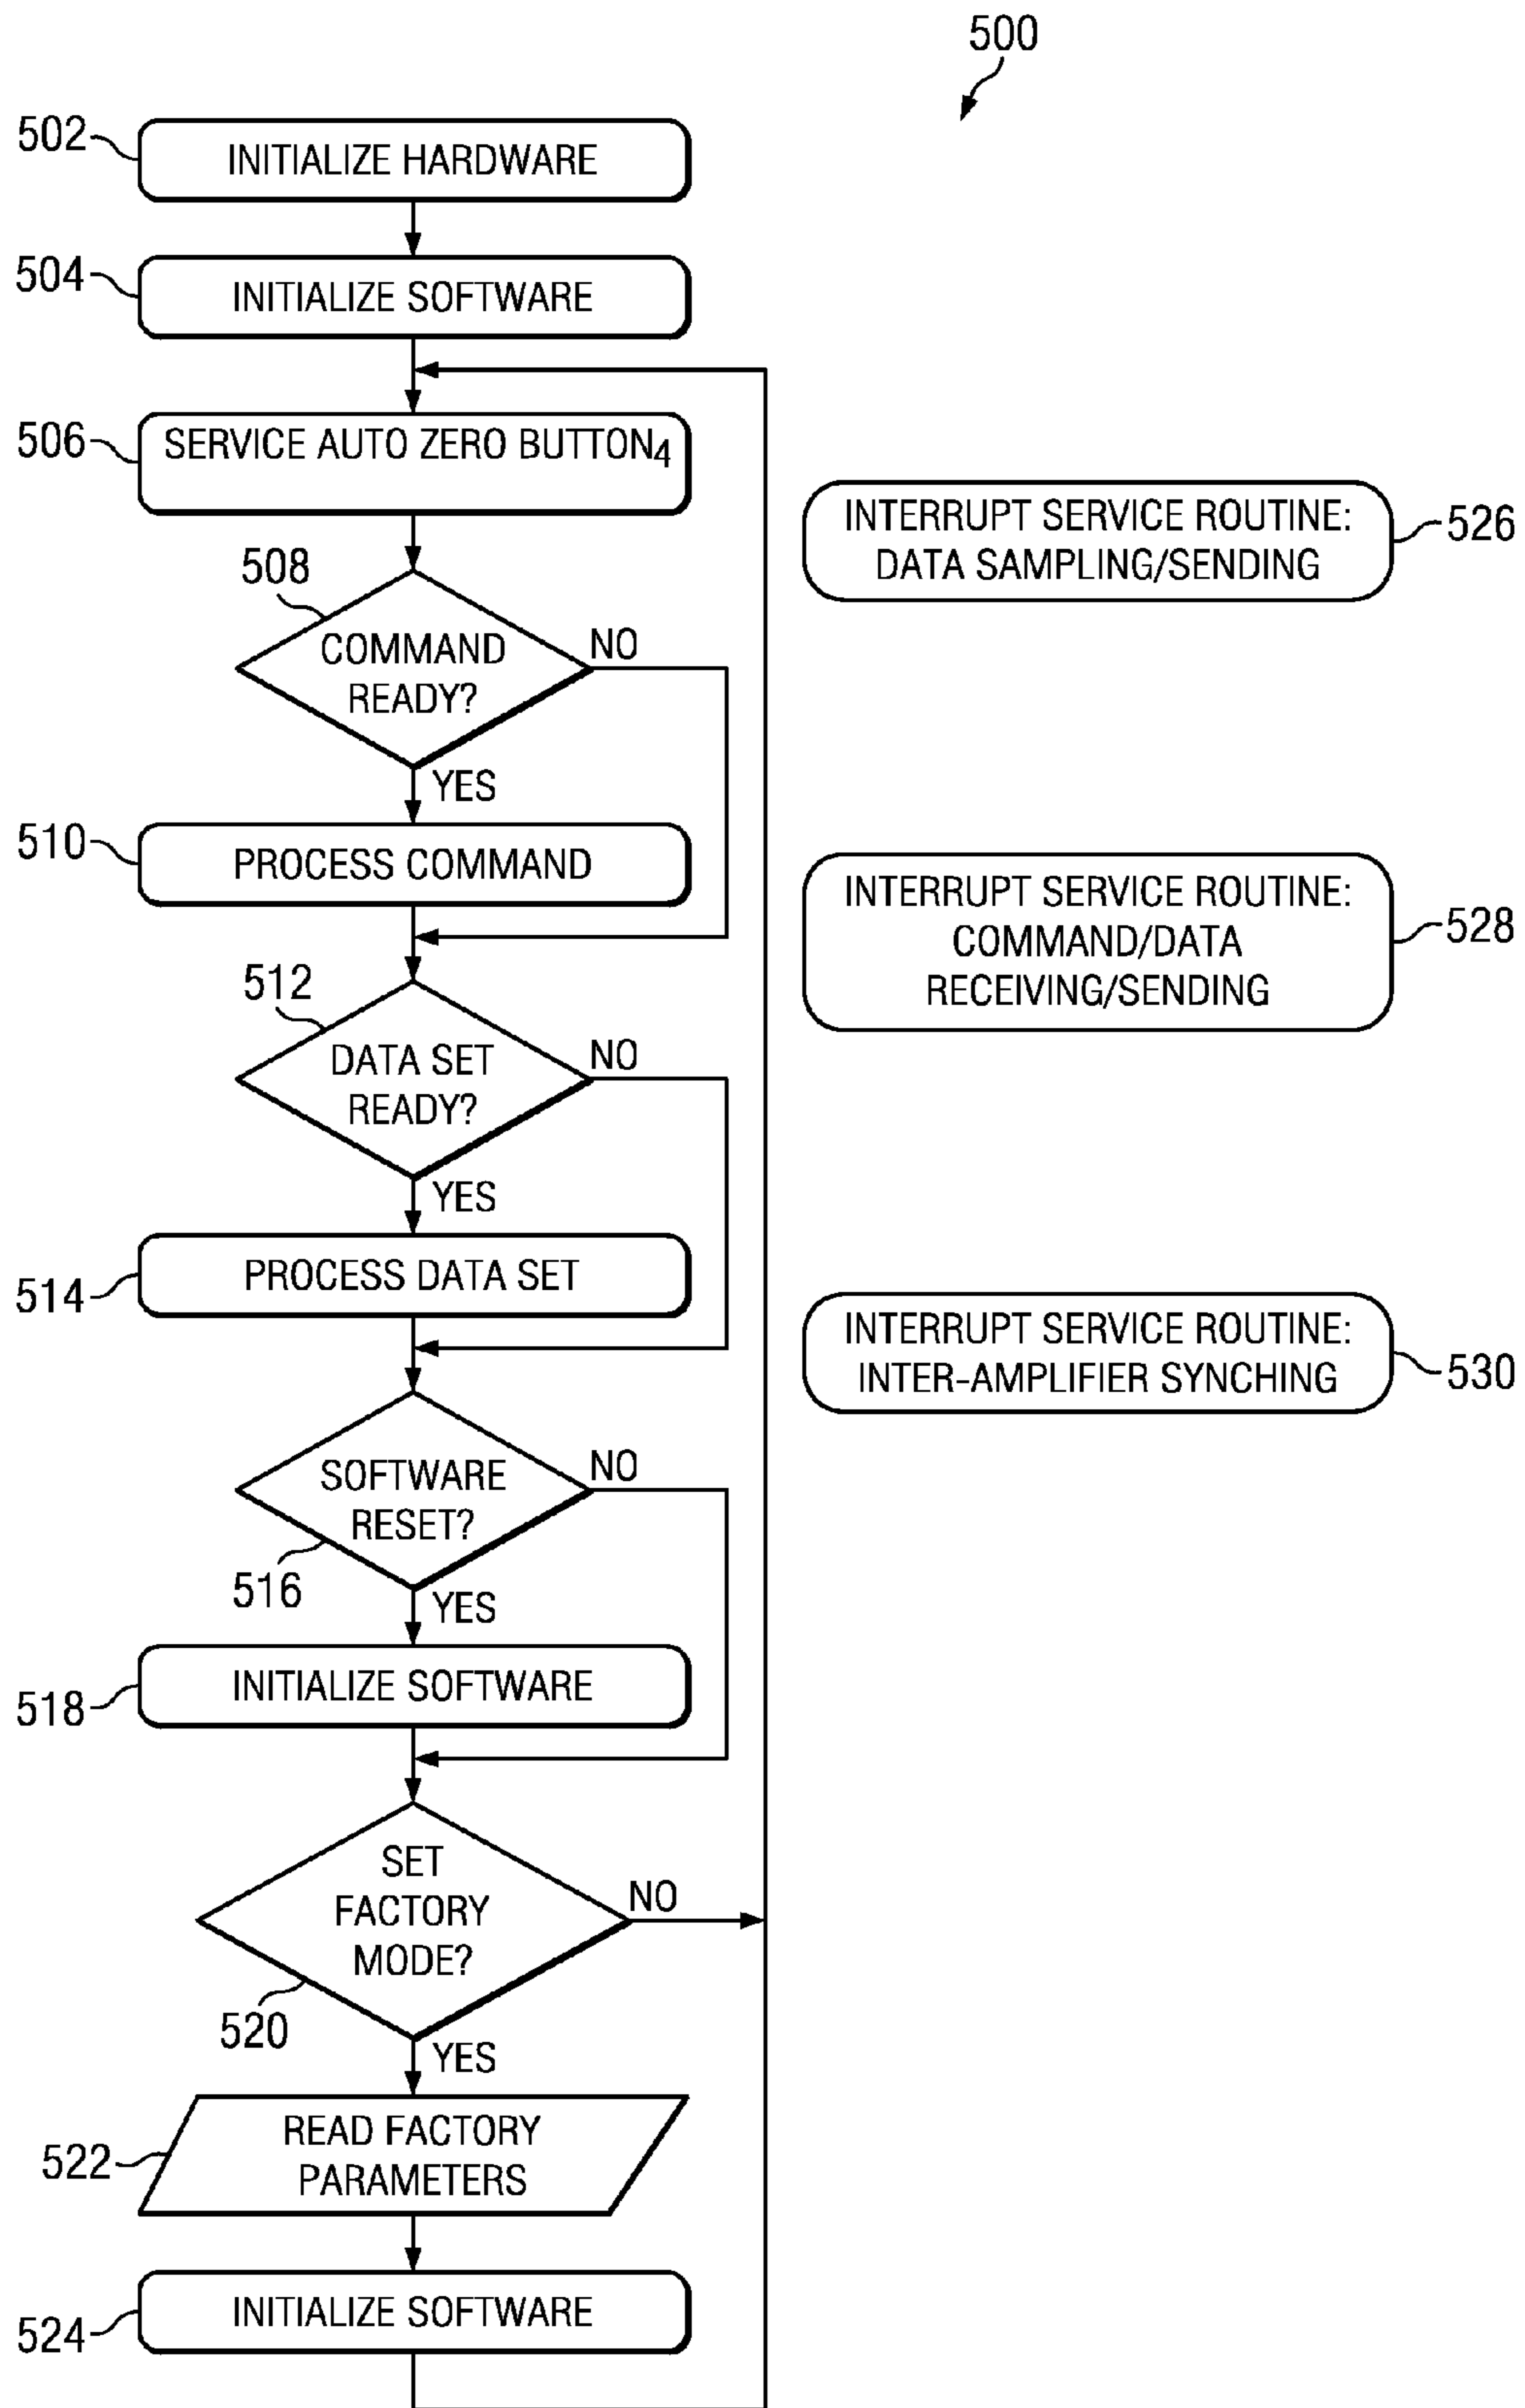 500
502
INITIALIZE HARDWARE
504
INITIALIZE SOFTWARE
506
SERVICE AUTO ZERO BUTTON4
508
COMMAND
READY?
NO
YES
510
PROCESS COMMAND
512
DATA SET
READY?
NO
YES
514
PROCESS DATA SET
SOFTWARE
RESET?
NO
516
YES
518
INITIALIZE SOFTWARE
SET
FACTORY
MODE?
NO
520
YES
522
READ FACTORY
PARAMETERS
524
INITIALIZE SOFTWARE
INTERRUPT SERVICE ROUTINE:
DATA SAMPLING/SENDING
526
INTERRUPT SERVICE ROUTINE:
COMMAND/DATA
RECEIVING/SENDING
528
INTERRUPT SERVICE ROUTINE:
INTER-AMPLIFIER SYNCHING
530